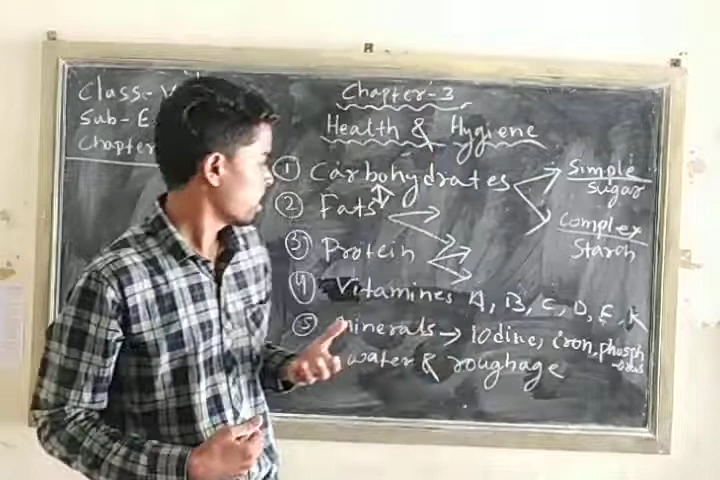 Class- V
Sub- E
Chapter
Chapter-3
Health & Hygiene
① Carbohydrates
Simple
sugar
② Fats
Complex
Starch
③ Protein
④ Vitamines A, B, C, D, E, K
⑤ Minerals → Iodine, iron, phosph
-orus
water & roughage